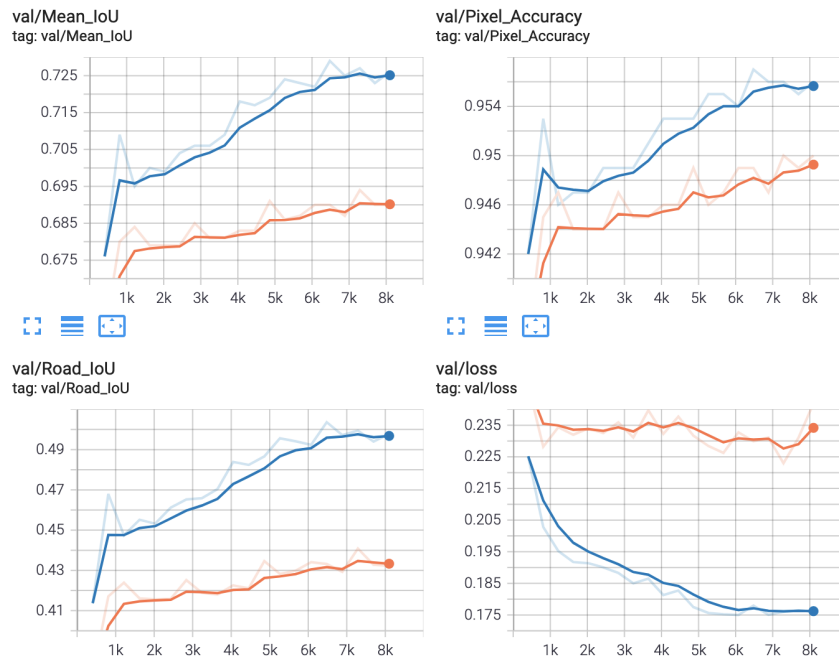 val/Mean_IoU
tag: val/Mean_IoU
0.725
0.715
0.705
0.695
0.685
0.675
1k 2k 3k 4k 5k 6k 7k 8k
val/Pixel_Accuracy
tag: val/Pixel_Accuracy
0.954
0.95
0.946
0.942
1k 2k 3k 4k 5k 6k 7k 8k
val/Road_IoU
tag: val/Road_IoU
0.49
0.47
0.45
0.43
0.41
1k 2k 3k 4k 5k 6k 7k 8k
val/loss
tag: val/loss
0.235
0.225
0.215
0.205
0.195
0.185
0.175
1k 2k 3k 4k 5k 6k 7k 8k